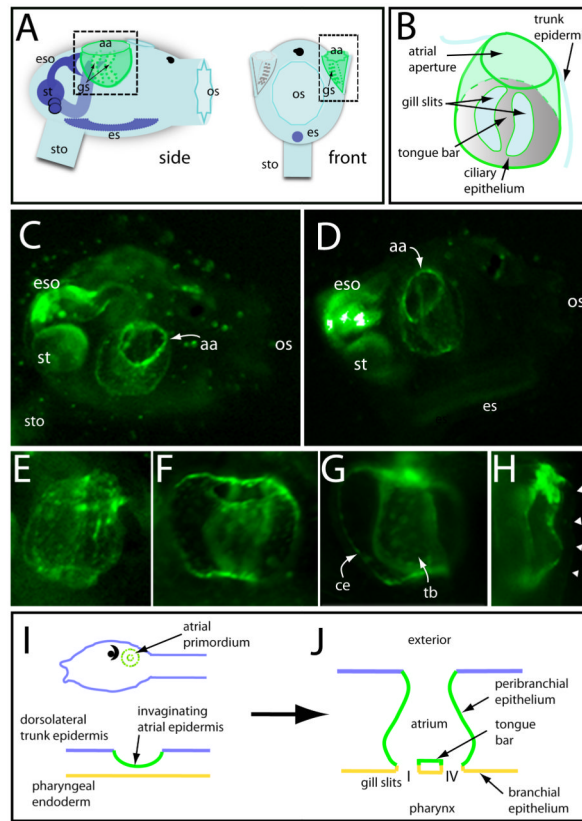 A
aa
eso
gs
st
os
es
sto
side
aa
gs
os
es
sto
front
B
trunk
epidermis
atrial
aperture
gill slits
tongue bar
ciliary
epithelium
C
eso
st
aa
os
sto
D
aa
eso
st
os
es
E
F
G
ce
tb
H
I
atrial
primordium
dorsolateral
trunk epidermis
invaginating
atrial epidermis
pharyngeal
endoderm
J
exterior
peribranchial
epithelium
atrium
tongue
bar
gill slits
I
IV
branchial
epithelium
pharynx